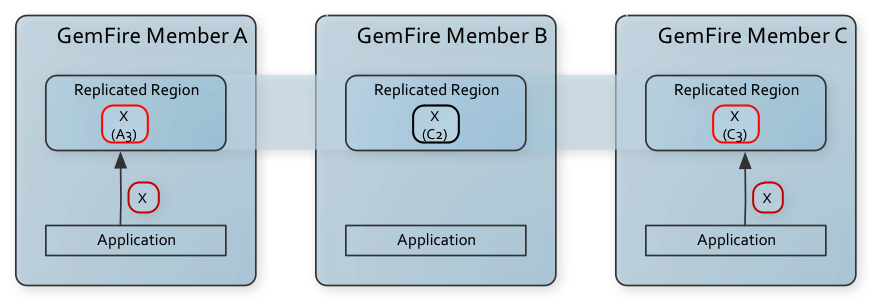 GemFire Member A
Replicated Region
X
(A3)
X
Application
GemFire Member B
Replicated Region
X
(C2)
Application
GemFire Member C
Replicated Region
X
(C3)
X
Application